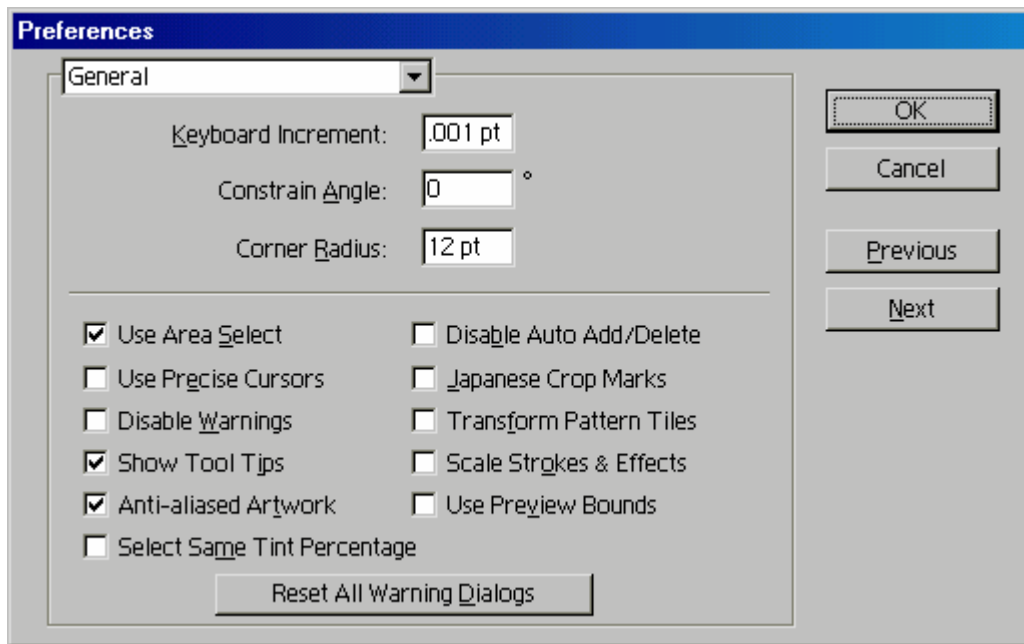 Preferences
General
Keyboard Increment: .001 pt
Constrain Angle: 0 °
Corner Radius: 12 pt
OK
Cancel
Previous
Next
Use Area Select
Use Precise Cursors
Disable Warnings
Show Tool Tips
Anti-aliased Artwork
Select Same Tint Percentage
Disable Auto Add/Delete
Japanese Crop Marks
Transform Pattern Tiles
Scale Strokes & Effects
Use Preview Bounds
Reset All Warning Dialogs